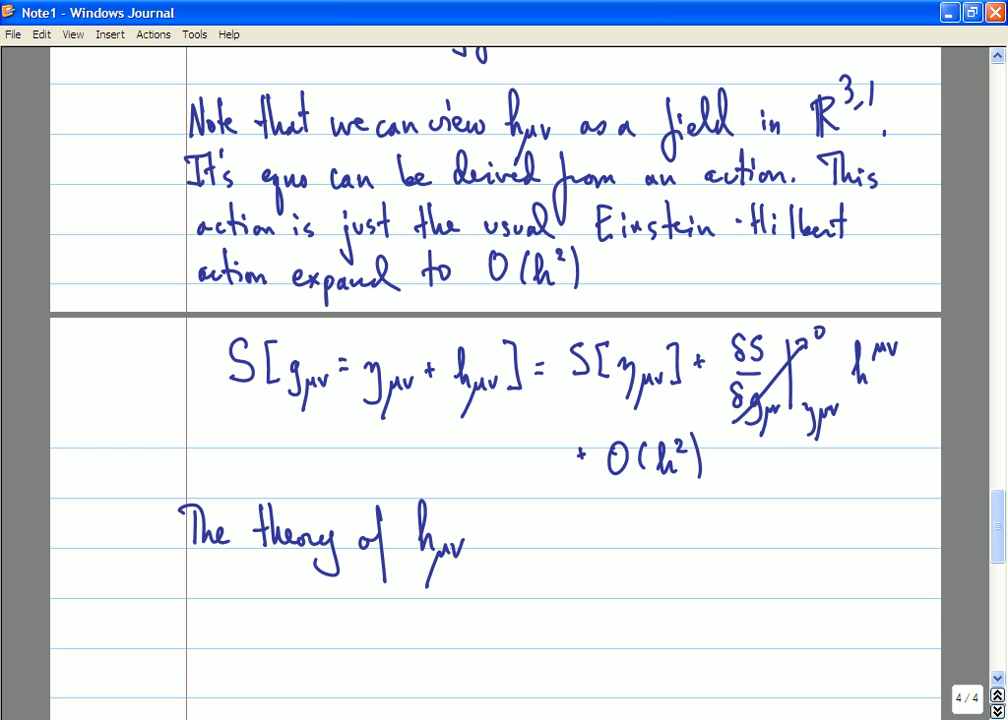 Note1 - Windows Journal
File Edit View Insert Actions Tools Help
Note that we can view hμν as a field in ℝ^3,1.
It's eqns can be derived from an action. This
action is just the usual Einstein-Hilbert
action expand to O(h²)
S[gμν = ημν + hμν] = S[ημν] + δS/δgμν|ημν →0 h^μν
+ O(h²)
The theory of hμν
4/4